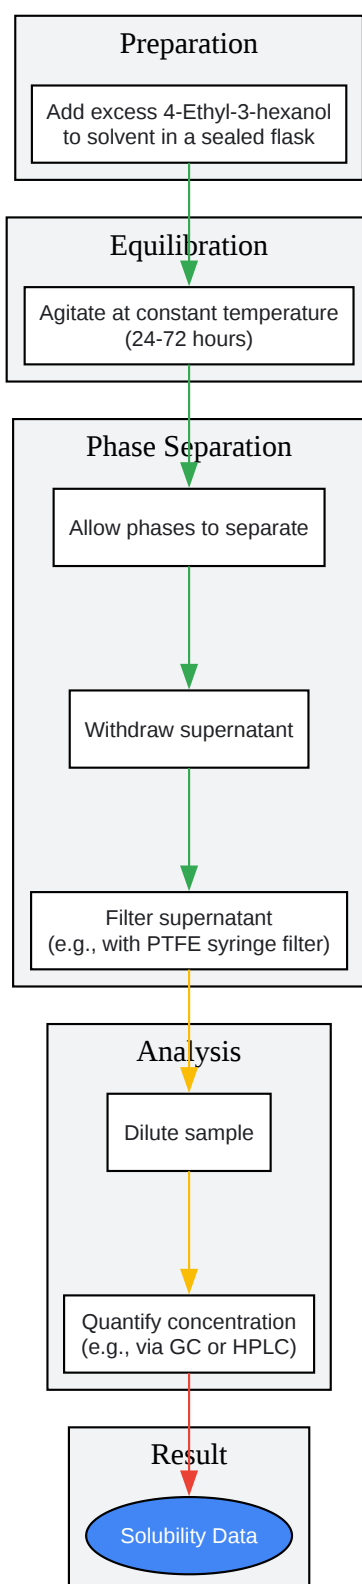 Preparation
Add excess 4-Ethyl-3-hexanol
to solvent in a sealed flask
Equilibration
Agitate at constant temperature
(24-72 hours)
Phase Separation
Allow phases to separate
Withdraw supernatant
Filter supernatant
(e.g., with PTFE syringe filter)
Analysis
Dilute sample
Quantify concentration
(e.g., via GC or HPLC)
Result
Solubility Data